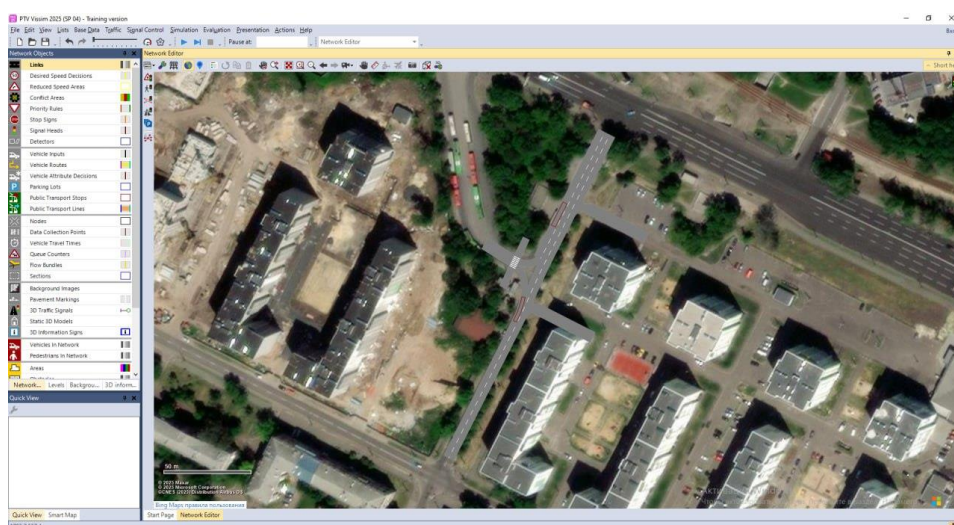 PTV Vissim 2025 (SP 04) - Training version
File Edit View Lists Base Data Traffic Signal Control Simulation Evaluation Presentation Actions Help
Pause at:
Network Editor
Network Objects
Network Editor
Links
Desired Speed Decisions
Reduced Speed Areas
Conflict Areas
Priority Rules
Stop Signs
Signal Heads
Detectors
Vehicle Inputs
Vehicle Routes
Vehicle Attribute Decisions
Parking Lots
Public Transport Stops
Public Transport Lines
Nodes
Data Collection Points
Vehicle Travel Times
Queue Counters
Flow Bundles
Sections
Background Images
Pavement Markings
3D Traffic Signals
Static 3D Models
3D Information Signs
Vehicles In Network
Pedestrians In Network
Areas
Network... Levels Backgrou... 3D inform...
Quick View
50 m
© 2025 Maxar
© 2025 Microsoft Corporation
Bing Maps правила пользования
Quick View Smart Map
Start Page Network Editor